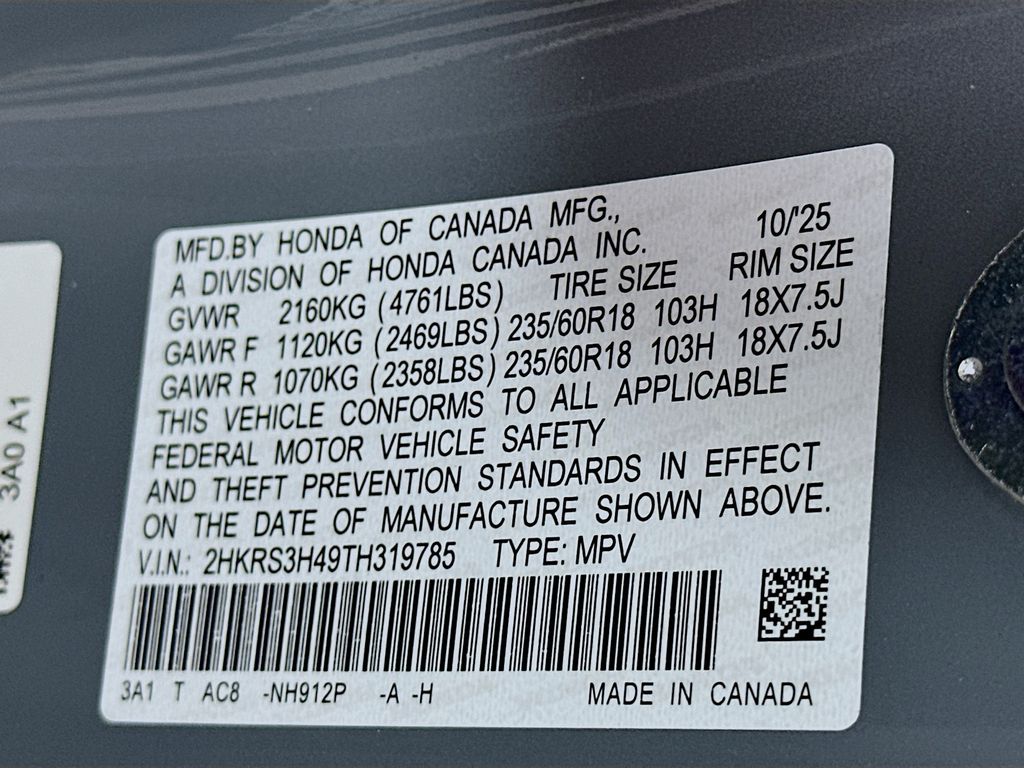 MFD.BY HONDA OF CANADA MFG., 10/'25
A DIVISION OF HONDA CANADA INC.
GVWR 2160KG (4761LBS) TIRE SIZE RIM SIZE
GAWR F 1120KG (2469LBS) 235/60R18 103H 18X7.5J
GAWR R 1070KG (2358LBS) 235/60R18 103H 18X7.5J
THIS VEHICLE CONFORMS TO ALL APPLICABLE
FEDERAL MOTOR VEHICLE SAFETY
AND THEFT PREVENTION STANDARDS IN EFFECT
ON THE DATE OF MANUFACTURE SHOWN ABOVE.
V.I.N.: 2HKRS3H49TH319785 TYPE: MPV
3A1 T AC8 -NH912P -A -H MADE IN CANADA
3A0 A1